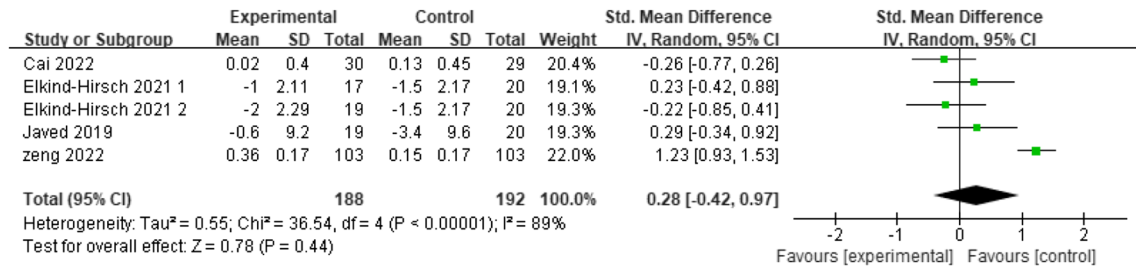 Experimental Control Std. Mean Difference Std. Mean Difference
Study or Subgroup Mean SD Total Mean SD Total Weight IV, Random, 95% CI IV, Random, 95% CI
Cai 2022 0.02 0.4 30 0.13 0.45 29 20.4% -0.26 [-0.77, 0.26]
Elkind-Hirsch 2021 1 -1 2.11 17 -1.5 2.17 20 19.1% 0.23 [-0.42, 0.88]
Elkind-Hirsch 2021 2 -2 2.29 19 -1.5 2.17 20 19.3% -0.22 [-0.85, 0.41]
Javed 2019 -0.6 9.2 19 -3.4 9.6 20 19.3% 0.29 [-0.34, 0.92]
zeng 2022 0.36 0.17 103 0.15 0.17 103 22.0% 1.23 [0.93, 1.53]
Total (95% CI) 188 192 100.0% 0.28 [-0.42, 0.97]
Heterogeneity: Tau² = 0.55; Chi² = 36.54, df = 4 (P < 0.00001); I² = 89%
Test for overall effect: Z = 0.78 (P = 0.44)
-2 -1 0 1 2
Favours [experimental] Favours [control]